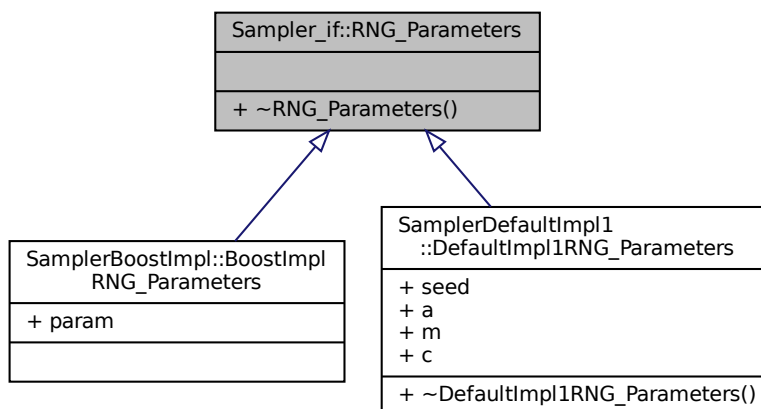 Sampler_if::RNG_Parameters
+ ~RNG_Parameters()
SamplerBoostImpl::BoostImpl
RNG_Parameters
+ param
SamplerDefaultImpl1
::DefaultImpl1RNG_Parameters
+ seed
+ a
+ m
+ c
+ ~DefaultImpl1RNG_Parameters()